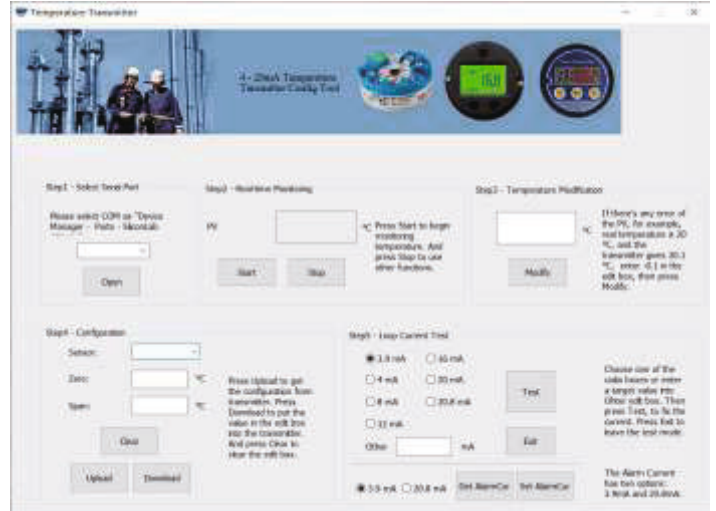 Temperature Transmitter
4 - 20mA Temperature
Transmitter Config Tool
Step1 - Select Serial Port
Please select COM as "Device
Manager - Ports -
Open
Step2 - Realtime Monitoring
PV
℃
Press Start to begin
monitoring
temperature. And
press Stop to use
other functions.
Start
Stop
Step3 - Temperature Modification
℃
If there's any error of
the PV, for example,
real temperature is 20
℃, and the
transmitter gives 20.1
℃, enter -0.1 in the
edit box, then press
Modify.
Modify
Step4 - Configuration
Sensor:
Zero:
℃
Span:
℃
Clear
Upload
Download
Press Upload to get
the configuration from
transmitter. Press
Download to put the
value in the edit box
into the transmitter.
And press Clear to
clear the edit box.
Step5 - Loop Current Test
3.9 mA
16 mA
4 mA
20 mA
8 mA
20.8 mA
12 mA
Other
mA
Test
Exit
Choose one of the
radio boxes or enter
a target value into
Other edit box. Then
press Test, to fix the
current. Press Exit to
leave the test mode.
3.9 mA
20.8 mA
Get AlarmCur
Set AlarmCur
The Alarm Current
has two options:
3.9mA and 20.8mA.